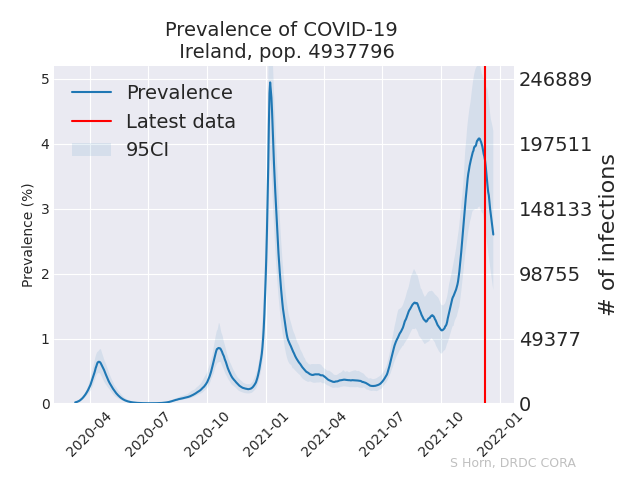 Prevalence of COVID-19
Ireland, pop. 4937796
Prevalence
Latest data
95CI
Prevalence (%)
5
4
3
2
1
0
246889
197511
148133
98755
49377
0
# of infections
2020-04
2020-07
2020-10
2021-01
2021-04
2021-07
2021-10
2022-01
S Horn, DRDC CORA